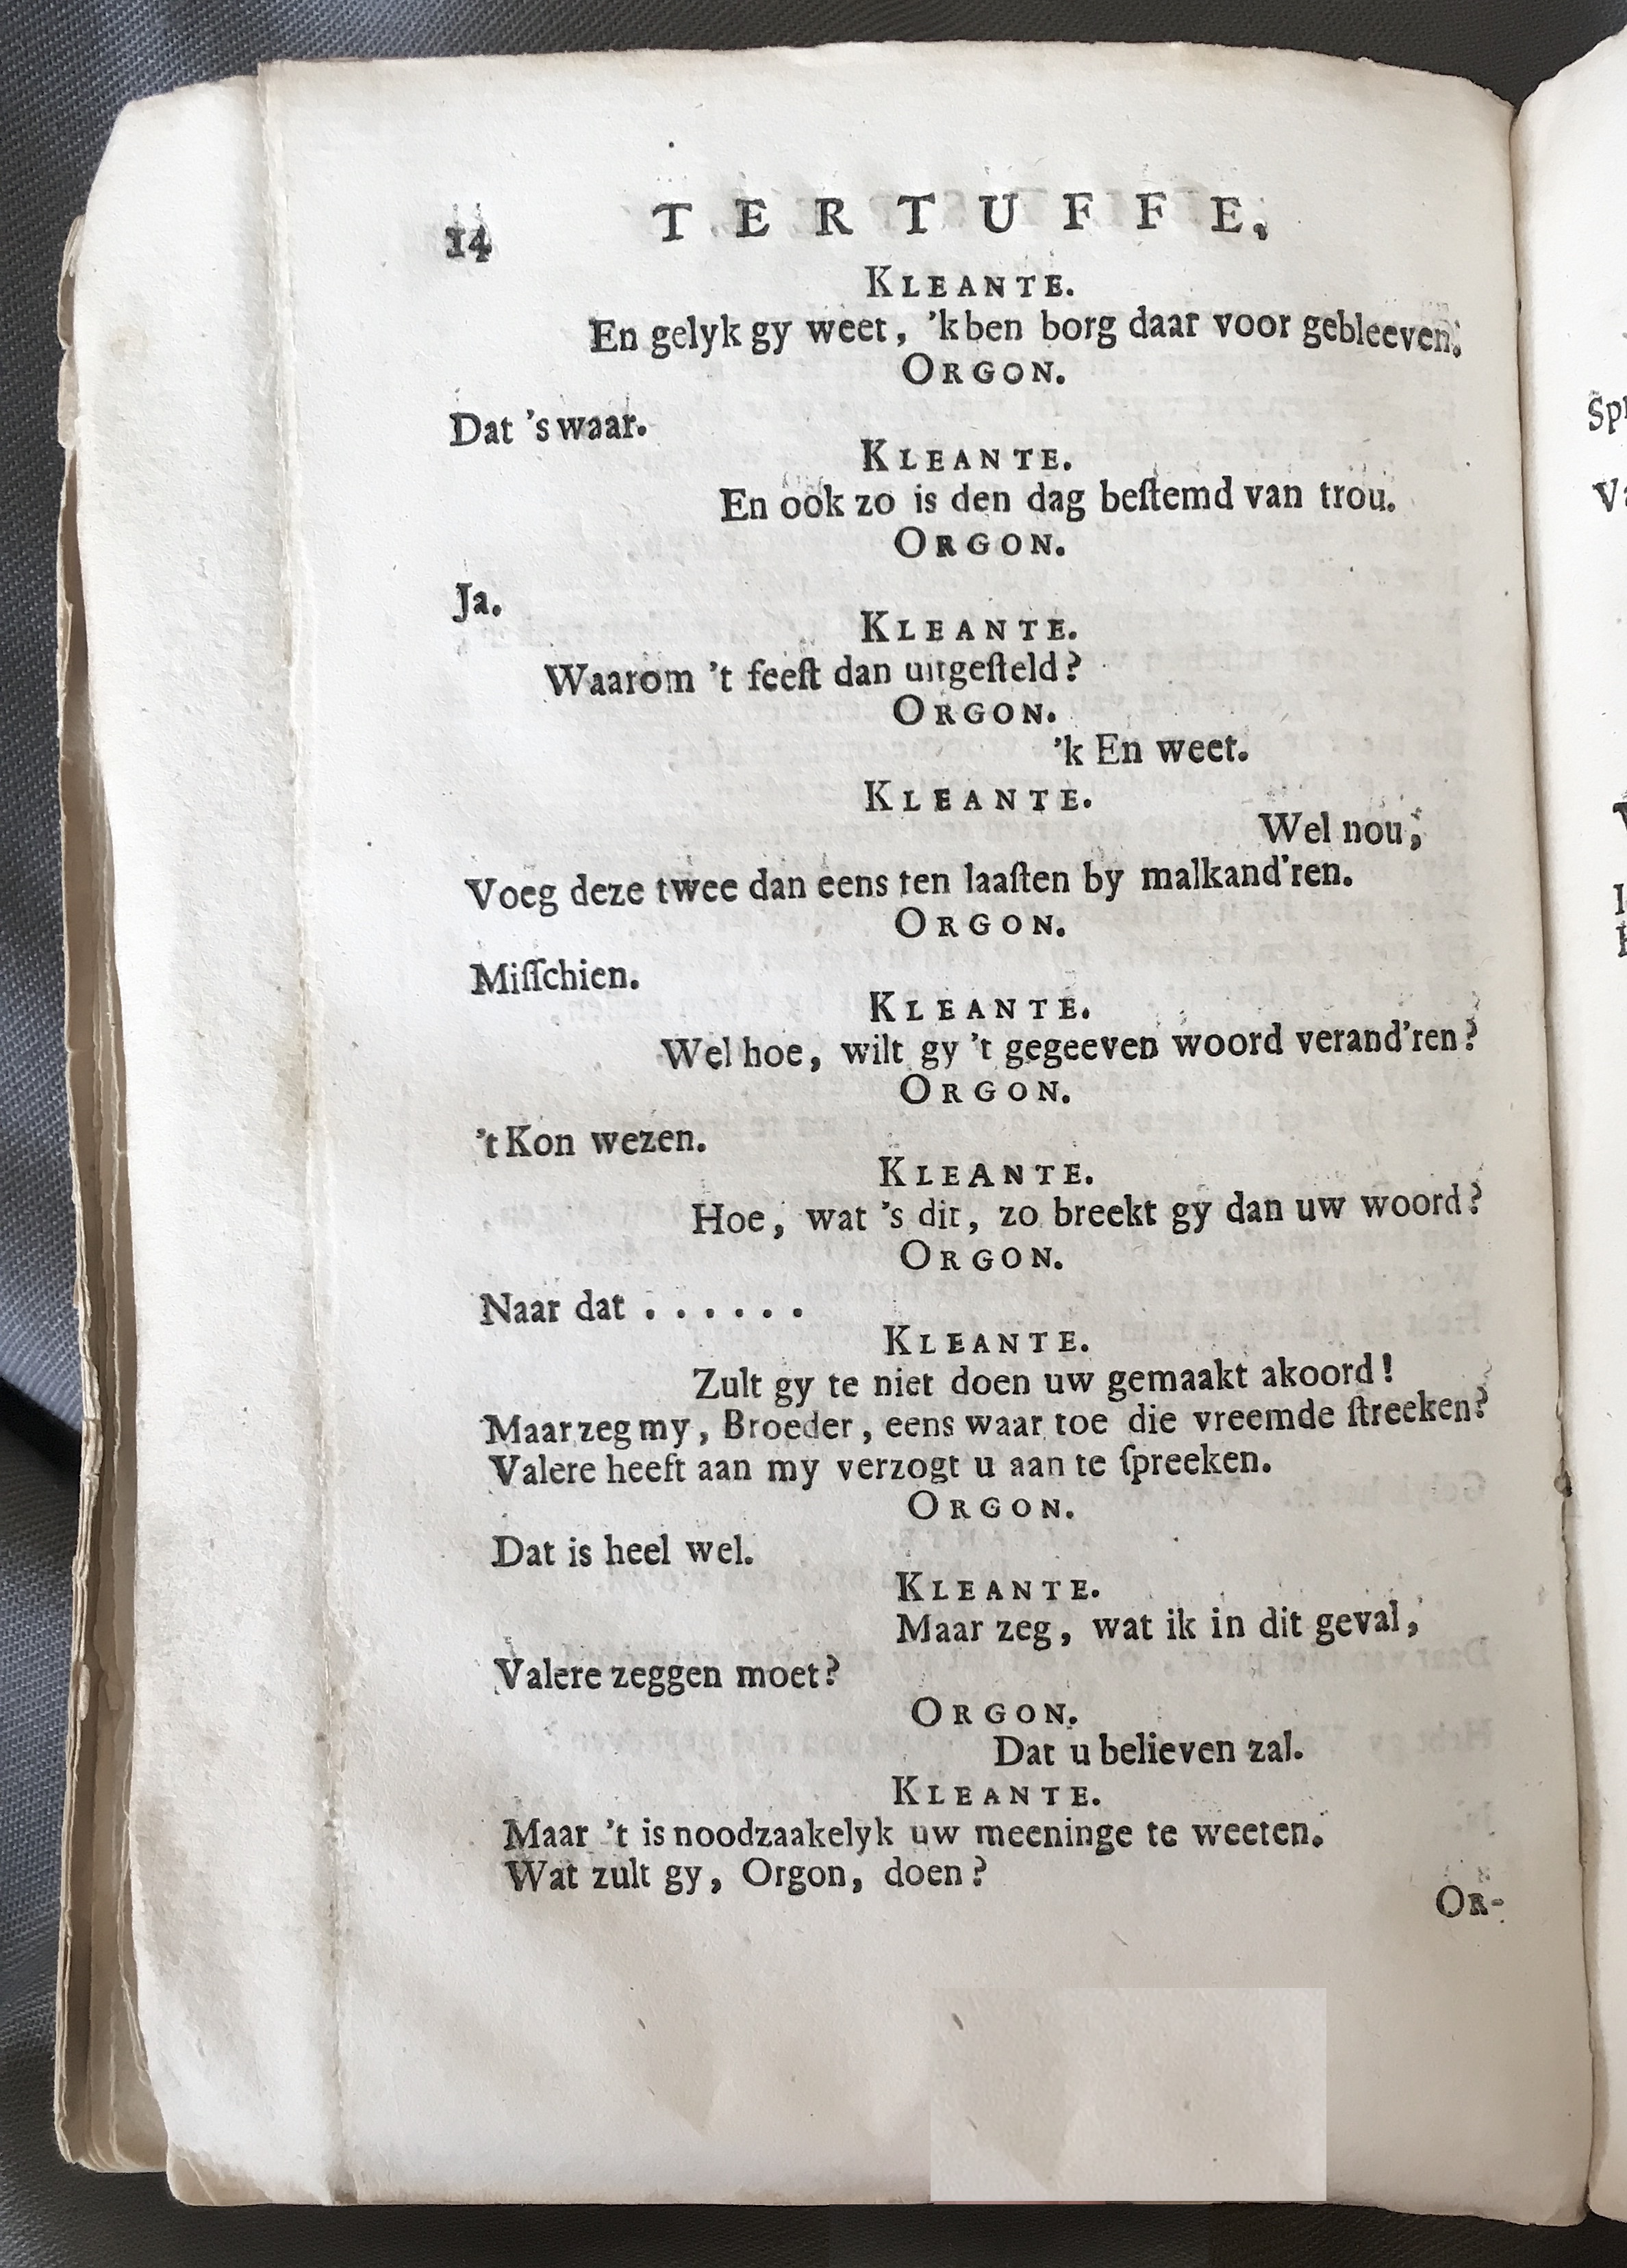 14 TERTUFFE,
KLEANTE.
En gelyk gy weet, 'k ben borg daar voor gebleeven.
ORGON.
Dat 's waar.
KLEANTE.
En ook zo is den dag beſtemd van trou.
ORGON.
Ja.
KLEANTE.
Waarom 't feeſt dan uitgeſteld?
ORGON.
'k En weet.
KLEANTE.
Wel nou,
Voeg deze twee dan eens ten laaſten by malkand'ren.
ORGON.
Miſſchien.
KLEANTE.
Wel hoe, wilt gy 't gegeeven woord verand'ren?
ORGON.
't Kon wezen.
KLEANTE.
Hoe, wat 's dit, zo breekt gy dan uw woord?
ORGON.
Naar dat . . . . . .
KLEANTE.
Zult gy te niet doen uw gemaakt akoord!
Maar zeg my, Broeder, eens waar toe die vreemde ſtreeken?
Valere heeft aan my verzogt u aan te ſpreeken.
ORGON.
Dat is heel wel.
KLEANTE.
Maar zeg, wat ik in dit geval,
Valere zeggen moet?
ORGON.
Dat u believen zal.
KLEANTE.
Maar 't is noodzaakelyk uw meeninge te weeten.
Wat zult gy, Orgon, doen?
OR-